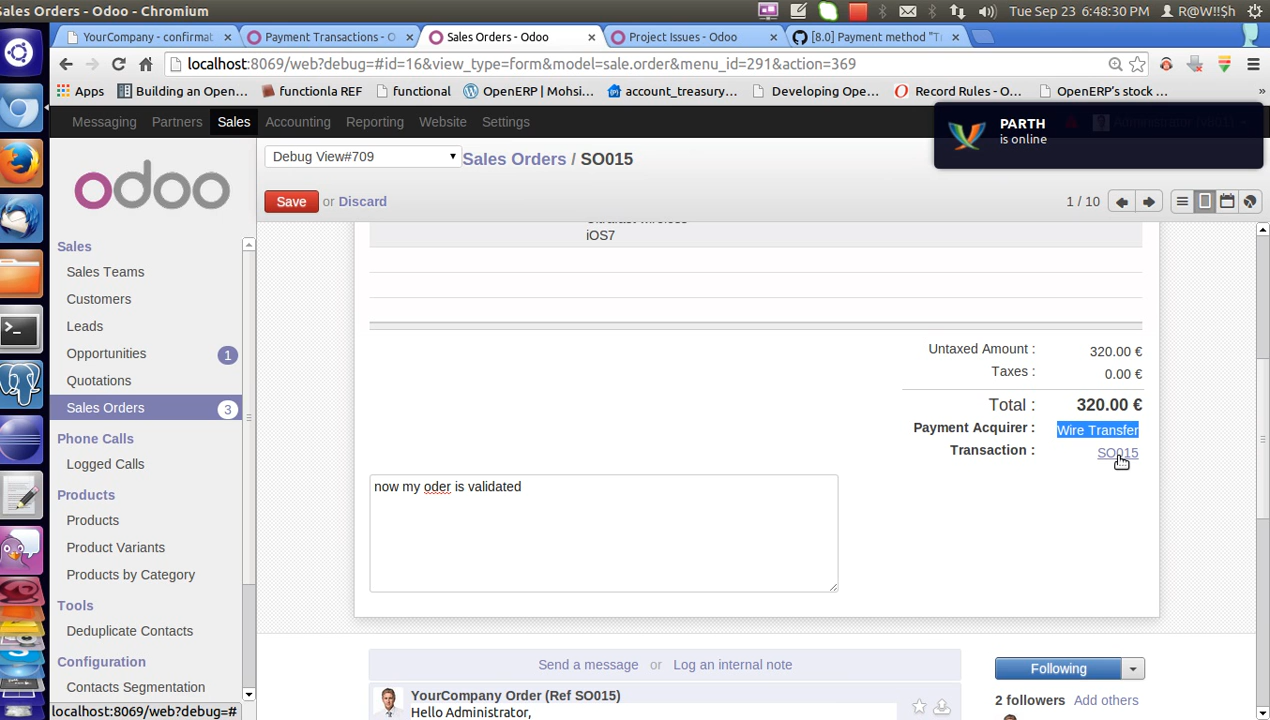 Sales Orders - Odoo - Chromium
Tue Sep 23 6:48:30 PM R@W!!$h
YourCompany - confirmat
Payment Transactions - O
Sales Orders - Odoo
Project Issues - Odoo
[8.0] Payment method "Tr
localhost:8069/web?debug=#id=16&view_type=form&model=sale.order&menu_id=291&action=369
Apps
Building an Open...
functionla REF
functional
OpenERP | Mohsi...
account_treasury...
Developing Ope...
Record Rules - O...
OpenERP's stock ...
»
Messaging Partners Sales Accounting Reporting Website Settings
PARTH
is online
odoo
Debug View#709
Sales Orders / SO015
Save or Discard
1 / 10
Sales
Sales Teams
Customers
Leads
Opportunities 1
Quotations
Sales Orders 3
Phone Calls
Logged Calls
Products
Products
Product Variants
Products by Category
Tools
Deduplicate Contacts
Configuration
Contacts Segmentation
localhost:8069/web?debug=#
iOS7
Untaxed Amount : 320.00 €
Taxes : 0.00 €
Total : 320.00 €
Payment Acquirer : Wire Transfer
Transaction : SO015
now my oder is validated
Send a message or Log an internal note
YourCompany Order (Ref SO015)
Hello Administrator,
Following
2 followers Add others